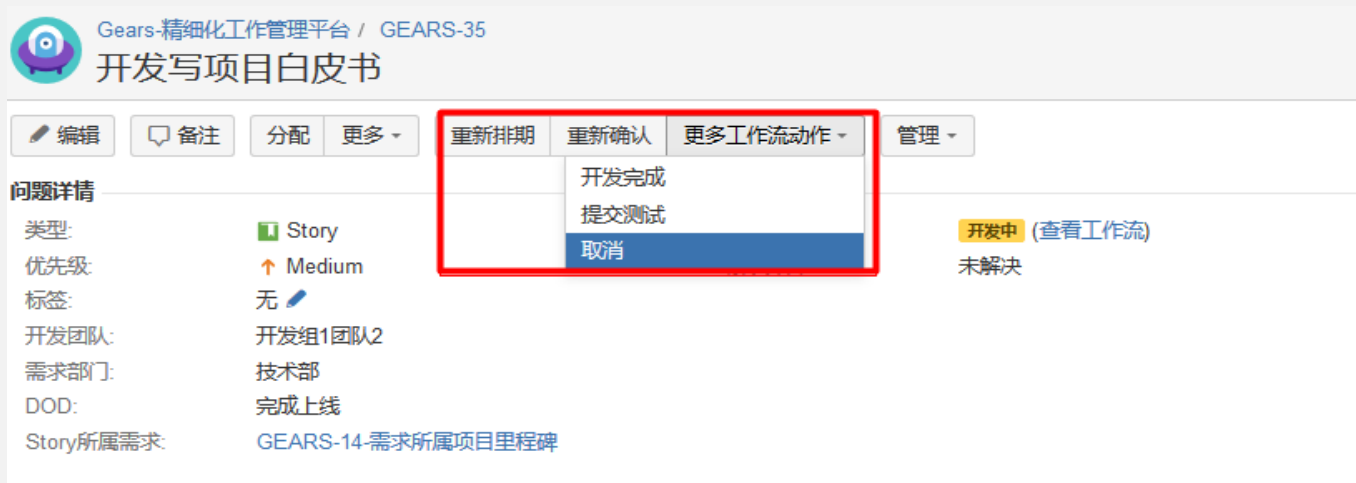 Gears-精细化工作管理平台 / GEARS-35
开发写项目白皮书
编辑 备注 分配 更多 重新排期 重新确认 更多工作流动作 管理
开发完成
问题详情
提交测试
类型: Story 开发中 (查看工作流)
取消
优先级: Medium 未解决
标签: 无
开发团队: 开发组1团队2
需求部门: 技术部
DOD: 完成上线
Story所属需求: GEARS-14-需求所属项目里程碑